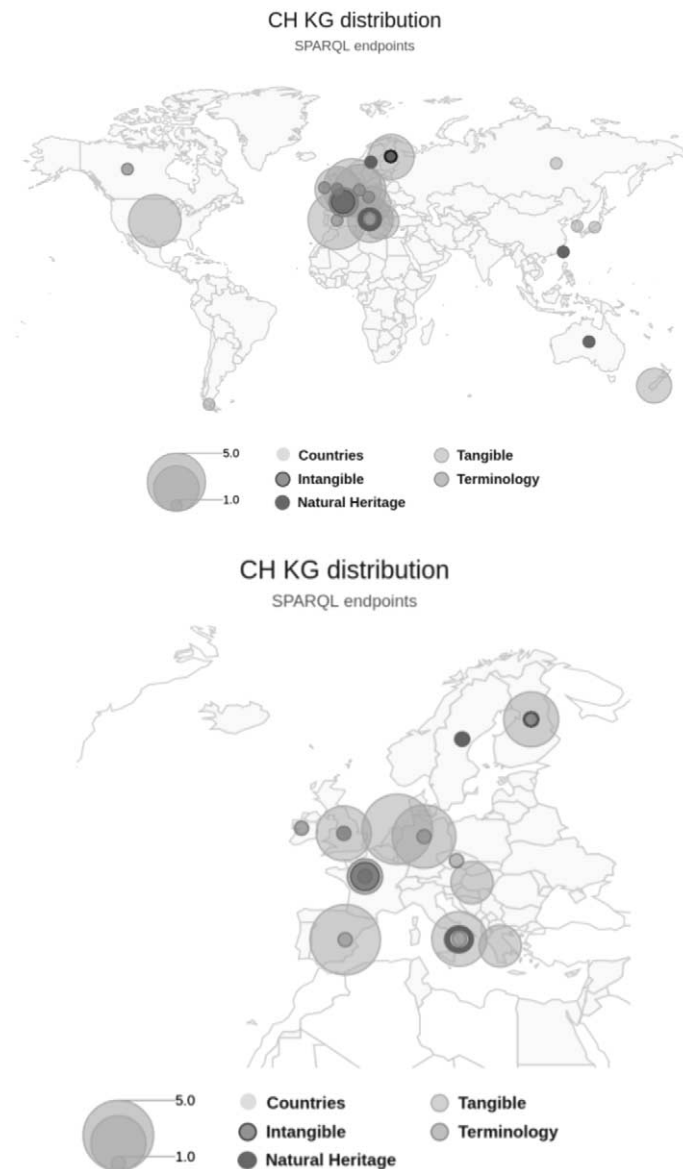 CH KG distribution
SPARQL endpoints
5.0
1.0
Countries
Tangible
Intangible
Terminology
Natural Heritage
CH KG distribution
SPARQL endpoints
5.0
1.0
Countries
Tangible
Intangible
Terminology
Natural Heritage